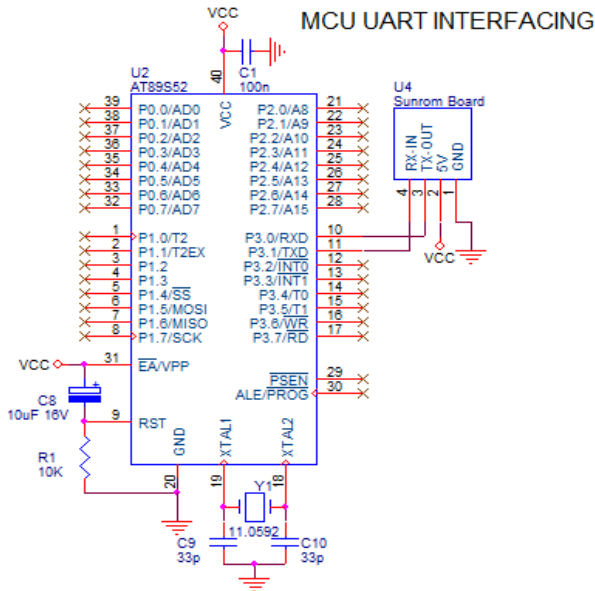 MCU UART INTERFACING
VCC
C1
100n
40
U2
AT89S52
VCC
39 P0.0/AD0
38 P0.1/AD1
37 P0.2/AD2
36 P0.3/AD3
35 P0.4/AD4
34 P0.5/AD5
33 P0.6/AD6
32 P0.7/AD7
1 P1.0/T2
2 P1.1/T2EX
3 P1.2
4 P1.3
5 P1.4/SS
6 P1.5/MOSI
7 P1.6/MISO
8 P1.7/SCK
VCC 31 EA/VPP
C8
+
10uF 16V
9 RST
R1
10K
GND
20
P2.0/A8 21
P2.1/A9 22
P2.2/A10 23
P2.3/A11 24
P2.4/A12 25
P2.5/A13 26
P2.6/A14 27
P2.7/A15 28
P3.0/RXD 10
P3.1/TXD 11
P3.2/INT0 12
P3.3/INT1 13
P3.4/T0 14
P3.5/T1 15
P3.6/WR 16
P3.7/RD 17
PSEN 29
ALE/PROG 30
XTAL1
19
XTAL2
18
Y1
11.0592
C9
33p
C10
33p
U4
Sunrom Board
RX-IN
TX-OUT
5V
GND
4
3
2
1
VCC